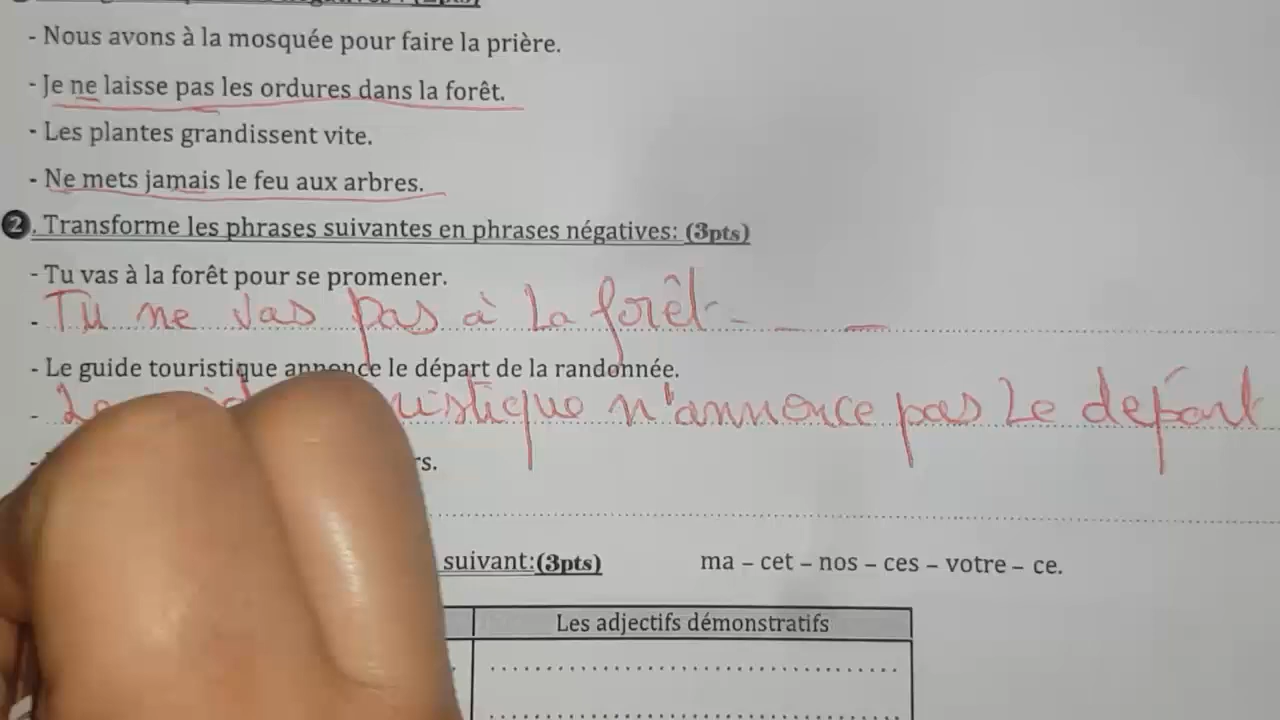 - Nous avons à la mosquée pour faire la prière.
- Je ne laisse pas les ordures dans la forêt.
- Les plantes grandissent vite.
- Ne mets jamais le feu aux arbres.
2. Transforme les phrases suivantes en phrases négatives: (3pts)
- Tu vas à la forêt pour se promener.
- Tu ne vas pas à la forêt - _ _
- Le guide touristique annonce le départ de la randonnée.
- n'annonce pas le départ
suivant:(3pts) ma – cet – nos – ces – votre – ce.
Les adjectifs démonstratifs